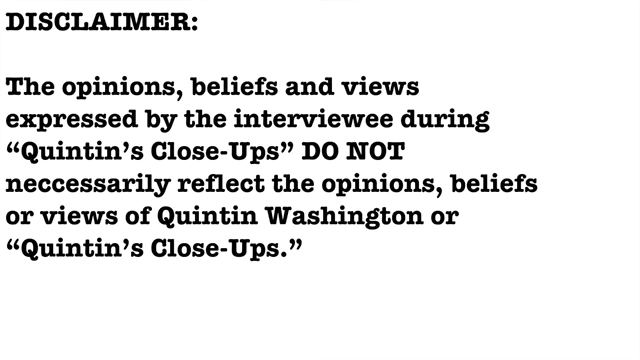 DISCLAIMER:
The opinions, beliefs and views
expressed by the interviewee during
“Quintin’s Close-Ups” DO NOT
neccessarily reflect the opinions, beliefs
or views of Quintin Washington or
“Quintin’s Close-Ups.”